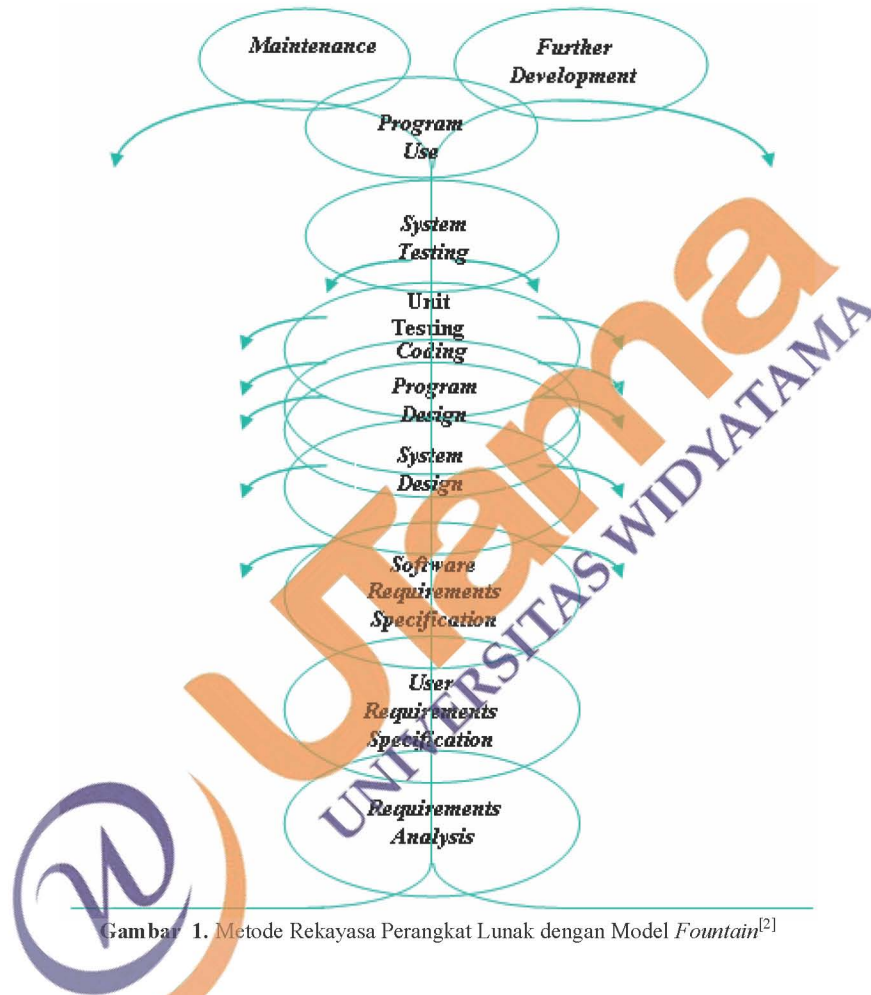 Maintenance
Further
Development
Program
Use
System
Testing
Unit
Testing
Coding
Program
Design
System
Design
Software
Requirements
Specification
User
Requirements
Specification
Requirements
Analysis
UTama
UNIVERSITAS WIDYATAMA
Gambar 1. Metode Rekayasa Perangkat Lunak dengan Model Fountain[2]